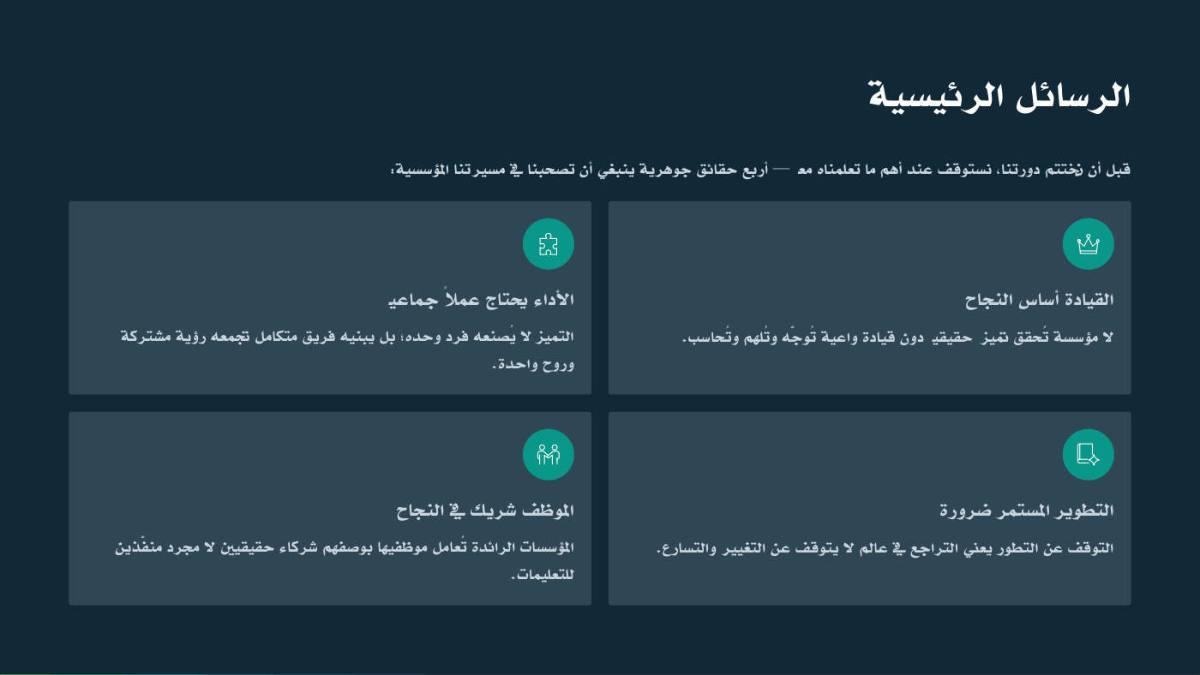 الرسائل الرئيسية
قبل أن نختتم دورتنا، نستوقف عند أهم ما تعلمناه مع — أربع حقائق جوهرية ينبغي أن تصحبنا في مسيرتنا المؤسسية:
القيادة أساس النجاح
لا مؤسسة تُحقق تميز حقيقي دون قيادة واعية تُوجّه وتُلهم وتُحاسب.
الأداء يحتاج عملاً جماعي
التميز لا يُصنعه فرد وحده؛ بل يبنيه فريق متكامل تجمعه رؤية مشتركة
وروح واحدة.
التطوير المستمر ضرورة
التوقف عن التطور يعني التراجع في عالم لا يتوقف عن التغيير والتسارع.
الموظف شريك في النجاح
المؤسسات الرائدة تُعامل موظفيها بوصفهم شركاء حقيقيين لا مجرد منفّذين
للتعليمات.